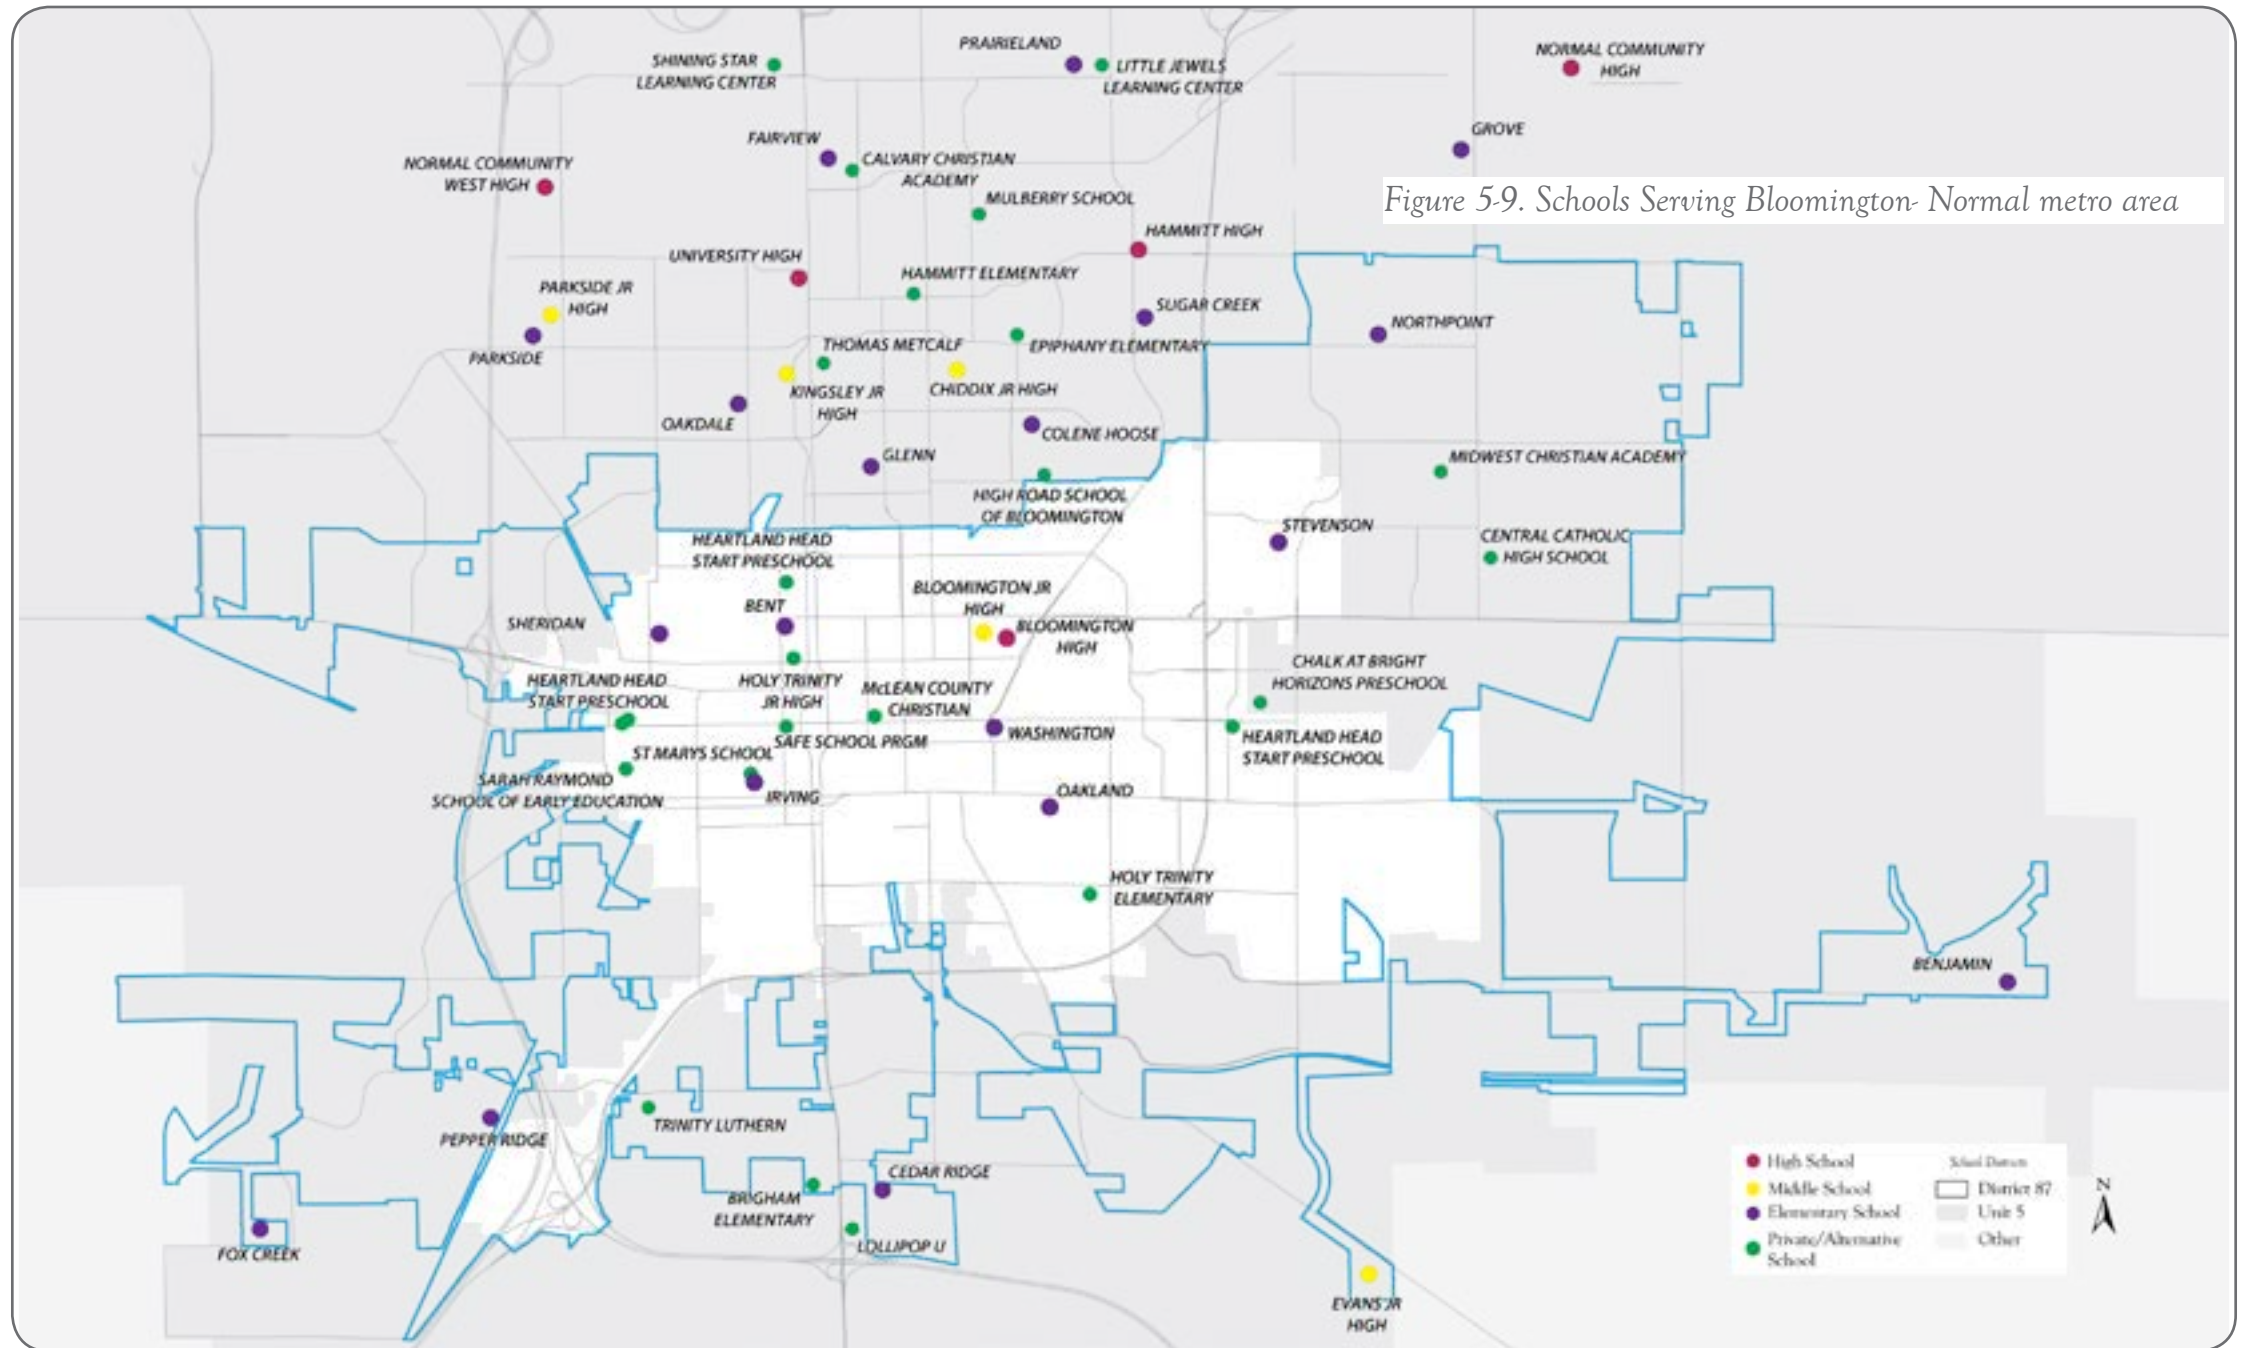 PRAIRIELAND
SHINING STAR
LEARNING CENTER
LITTLE JEWELS
LEARNING CENTER
NORMAL COMMUNITY
HIGH
GROVE
FAIRVIEW
CALVARY CHRISTIAN
ACADEMY
NORMAL COMMUNITY
WEST HIGH
MULBERRY SCHOOL
Figure 5-9. Schools Serving Bloomington- Normal metro area
HAMMITT HIGH
UNIVERSITY HIGH
HAMMITT ELEMENTARY
PARKSIDE JR
HIGH
SUGAR CREEK
NORTHPOINT
PARKSIDE
THOMAS METCALF
EPIPHANY ELEMENTARY
KINGSLEY JR
HIGH
CHIDDIX JR HIGH
OAKDALE
COLENE HOOSE
GLENN
MIDWEST CHRISTIAN ACADEMY
HIGH ROAD SCHOOL
OF BLOOMINGTON
STEVENSON
CENTRAL CATHOLIC
HIGH SCHOOL
HEARTLAND HEAD
START PRESCHOOL
BENT
BLOOMINGTON JR
HIGH
SHERIDAN
BLOOMINGTON
HIGH
CHALK AT BRIGHT
HORIZONS PRESCHOOL
HEARTLAND HEAD
START PRESCHOOL
HOLY TRINITY
JR HIGH
McLEAN COUNTY
CHRISTIAN
WASHINGTON
HEARTLAND HEAD
START PRESCHOOL
SAFE SCHOOL PRGM
ST MARYS SCHOOL
SARAH RAYMOND
SCHOOL OF EARLY EDUCATION
IRVING
OAKLAND
HOLY TRINITY
ELEMENTARY
BENJAMIN
TRINITY LUTHERN
PEPPER RIDGE
CEDAR RIDGE
BRIGHAM
ELEMENTARY
LOLLIPOP U
FOX CREEK
EVANS JR
HIGH
High School
Middle School
Elementary School
Private/Alternative
School
School Districts
District 87
Unit 5
Other
N